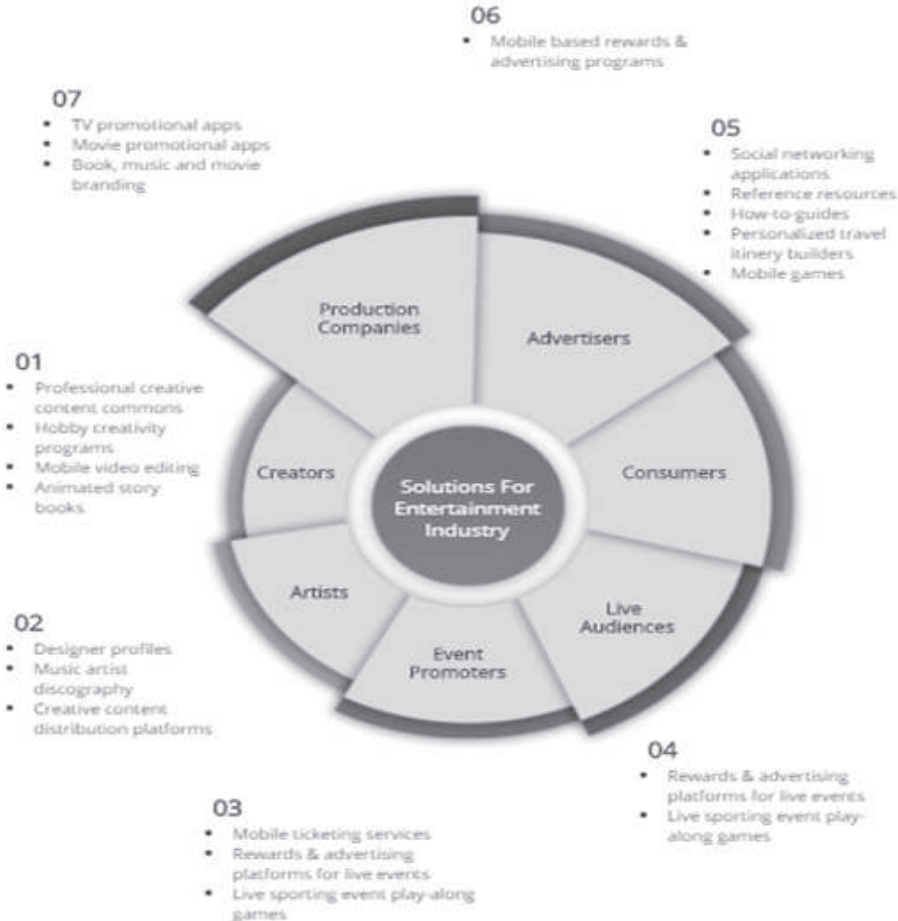 06
• Mobile based rewards &
advertising programs
07
• TV promotional apps
• Movie promotional apps
• Book, music and movie
branding
05
• Social networking
applications
• Reference resources
• How-to-guides
• Personalized travel
itinery builders
• Mobile games
Production
Companies
Advertisers
01
• Professional creative
content commons
• Hobby creativity
programs
• Mobile video editing
• Animated story
books
Creators
Solutions For
Entertainment
Industry
Consumers
Artists
Live
Audiences
Event
Promoters
02
• Designer profiles
• Music artist
discography
• Creative content
distribution platforms
04
• Rewards & advertising
platforms for live events
• Live sporting event play-
along games
03
• Mobile ticketing services
• Rewards & advertising
platforms for live events
• Live sporting event play-along
games